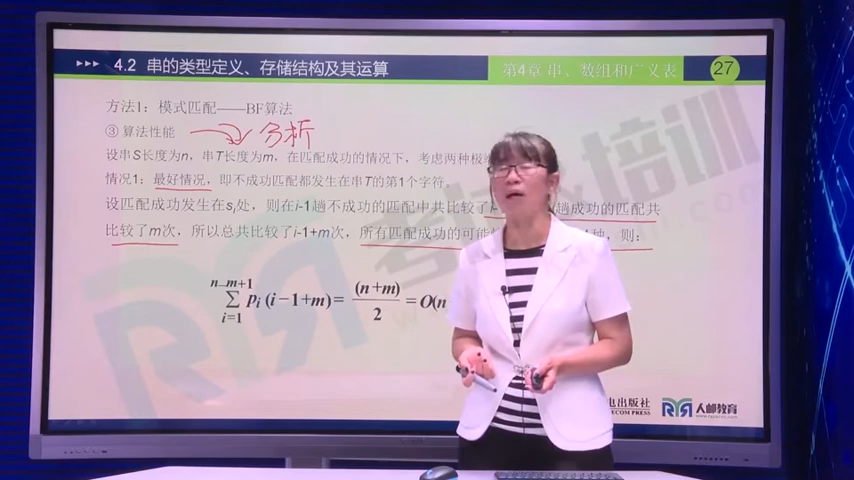 4.2 串的类型定义、存储结构及其运算
第4章 串、数组和广义表
27
方法1：模式匹配——BF算法
③ 算法性能 分析
设串S长度为n，串T长度为m，在匹配成功的情况下，考虑两种极
情况1：最好情况，即不成功匹配都发生在串T的第1个字符。
设匹配成功发生在si处，则在i-1趟不成功的匹配中共比较了 趟成功的匹配共
比较了m次，所以总共比较了i-1+m次，所有匹配成功的可能 种，则：
n–m+1
∑ pi (i−1+m) = (n+m)/2 = O(n
i=1
电出版社
ECOM PRESS
人邮教育
考培训